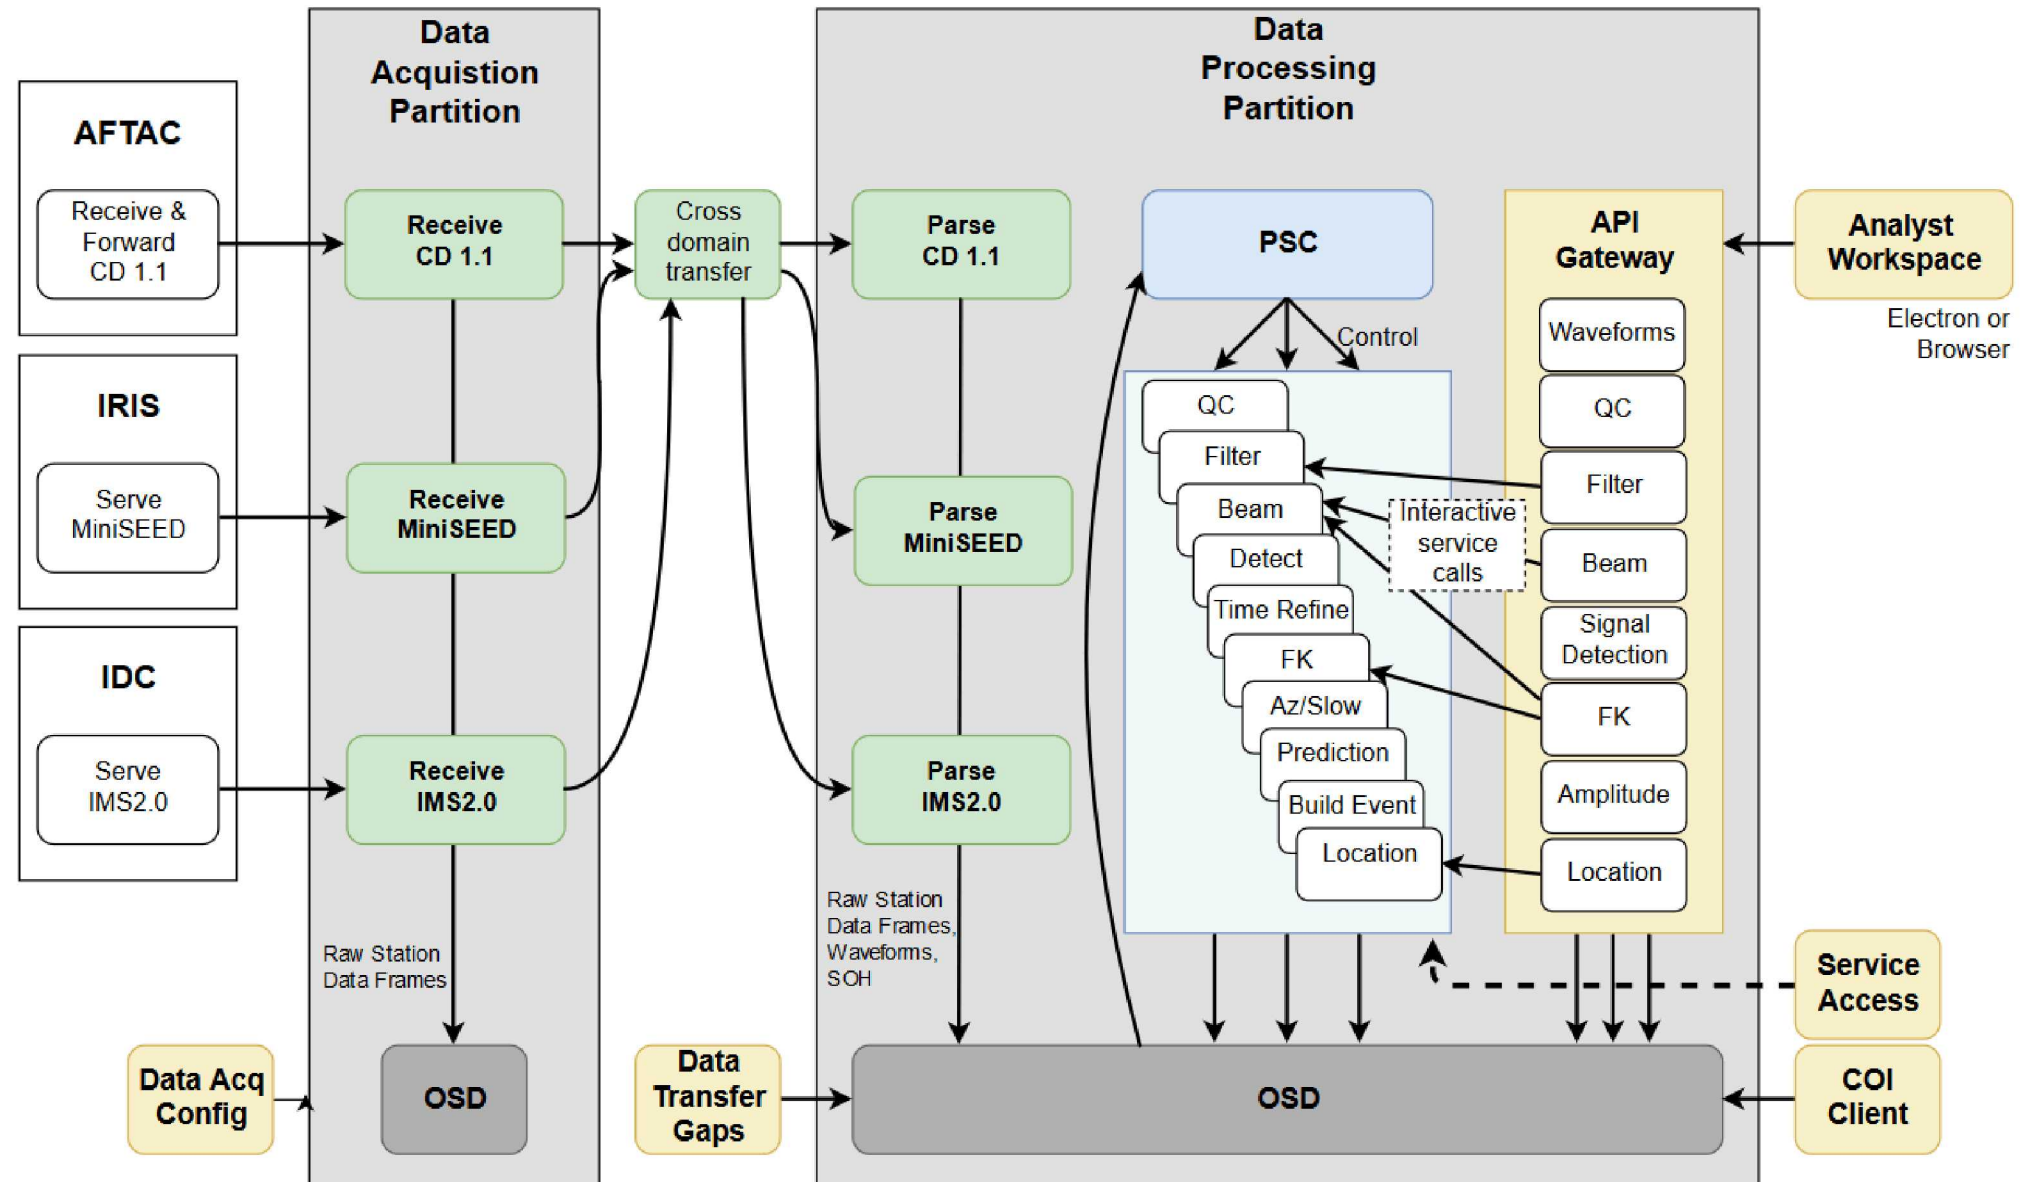 Data
Acquistion
Partition
Data
Processing
Partition
AFTAC
Receive &
Forward
CD 1.1
IRIS
Serve
MiniSEED
IDC
Serve
IMS2.0
Receive
CD 1.1
Receive
MiniSEED
Receive
IMS2.0
Raw Station
Data Frames
OSD
Data Acq
Config
Cross
domain
transfer
Data
Transfer
Gaps
Parse
CD 1.1
Parse
MiniSEED
Parse
IMS2.0
Raw Station
Data Frames,
Waveforms,
SOH
PSC
Control
QC
Filter
Beam
Detect
Time Refine
FK
Az/Slow
Prediction
Build Event
Location
Interactive
service
calls
API
Gateway
Waveforms
QC
Filter
Beam
Signal
Detection
FK
Amplitude
Location
OSD
Analyst
Workspace
Electron or
Browser
Service
Access
COI
Client